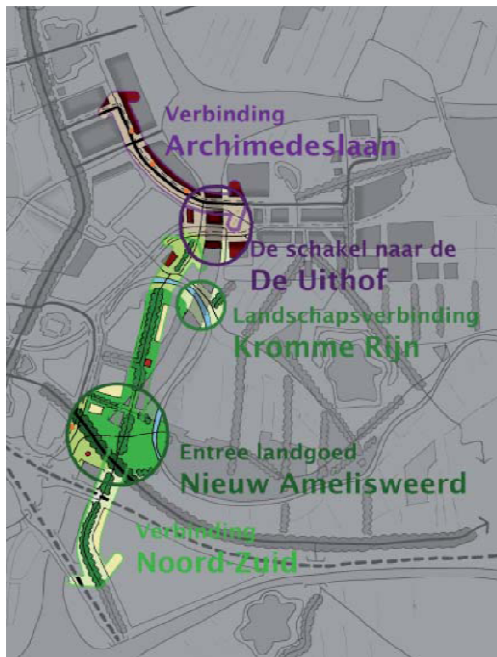 Verbinding
Archimedeslaan
De schakel naar de
De Uithof
Landschapsverbinding
Kromme Rijn
Entree landgoed
Nieuw Amelisweerd
Verbinding
Noord-Zuid